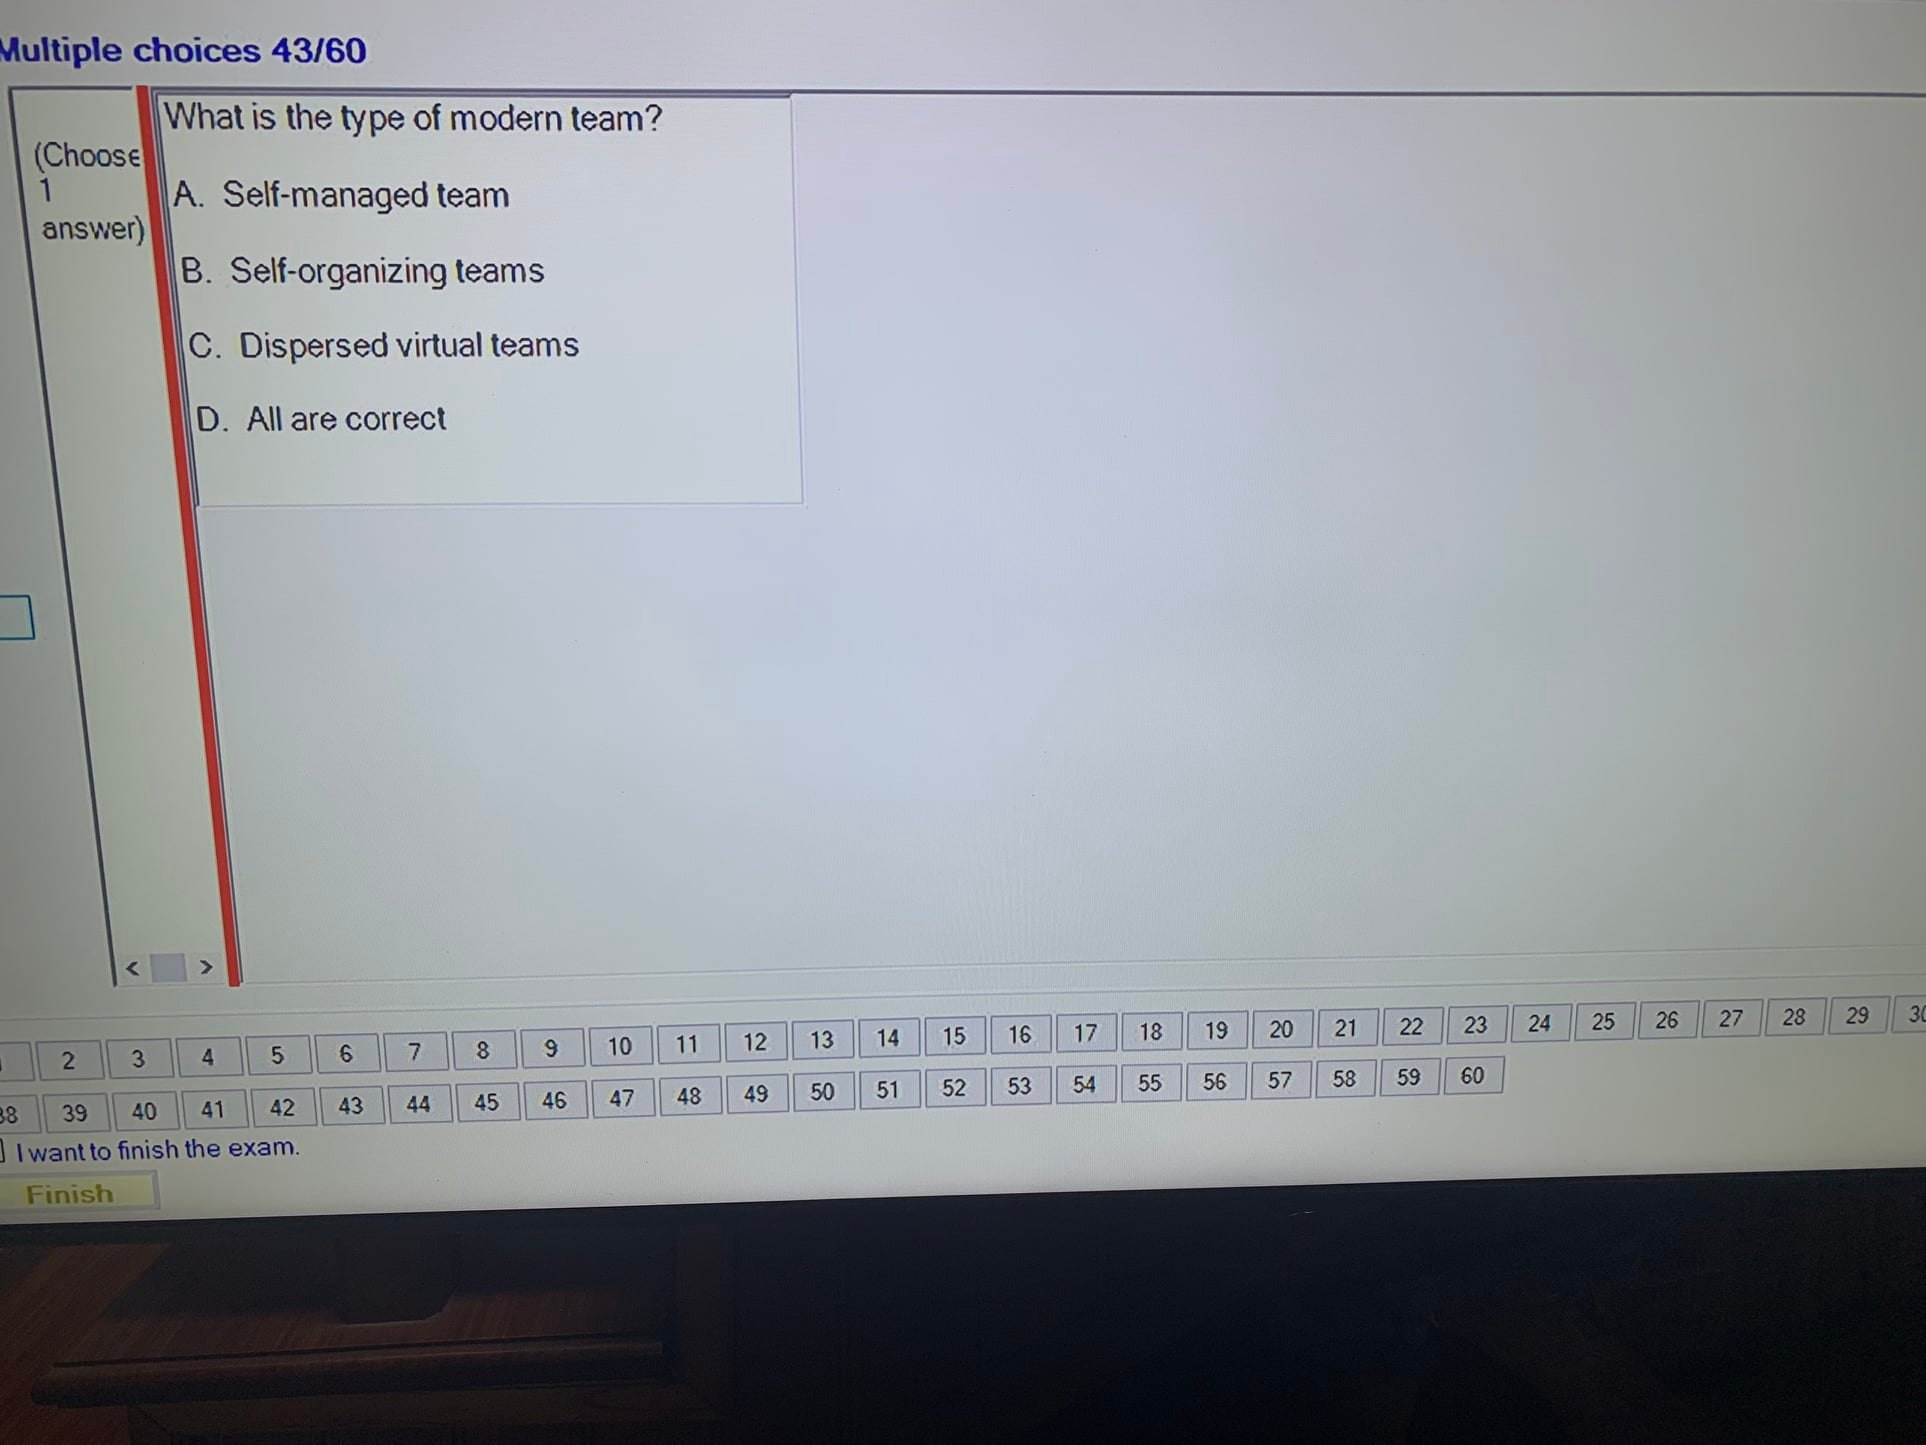 Multiple choices 43/60
(Choose
1
answer)
What is the type of modern team?
A. Self-managed team
B. Self-organizing teams
C. Dispersed virtual teams
D. All are correct
< >
2 3 4 5 6 7 8 9 10 11 12 13 14 15 16 17 18 19 20 21 22 23 24 25 26 27 28 29 30
38 39 40 41 42 43 44 45 46 47 48 49 50 51 52 53 54 55 56 57 58 59 60
I want to finish the exam.
Finish